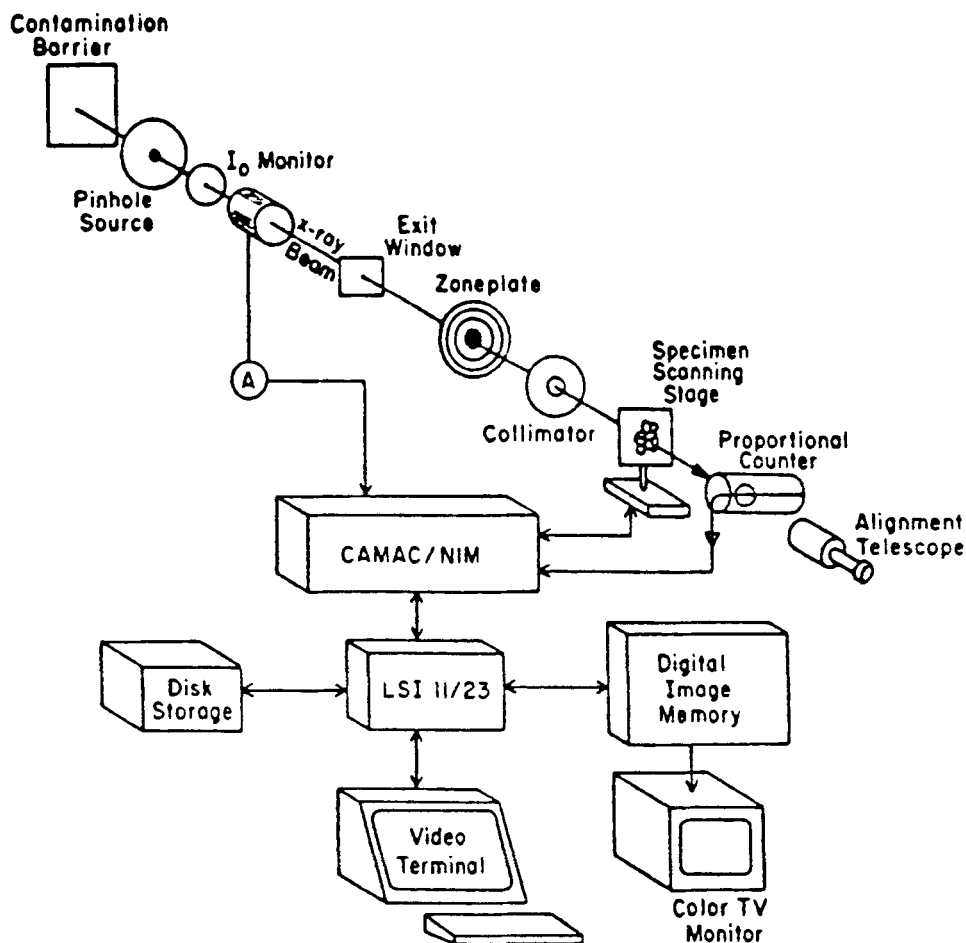 Contamination
Barrier
Pinhole
Source
I₀ Monitor
x-ray
Beam
Exit
Window
Zoneplate
Collimator
Specimen
Scanning
Stage
Proportional
Counter
Alignment
Telescope
A
CAMAC/NIM
LSI 11/23
Disk
Storage
Digital
Image
Memory
Video
Terminal
Color TV
Monitor